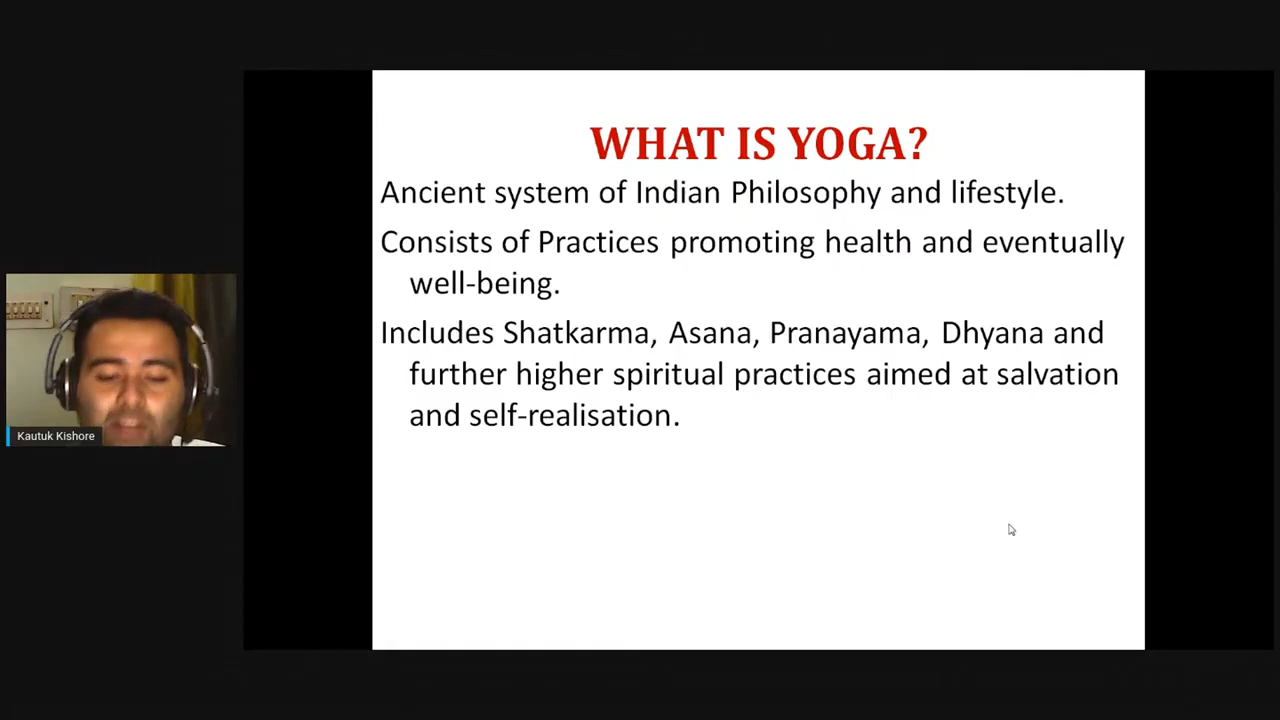 WHAT IS YOGA?
Ancient system of Indian Philosophy and lifestyle.
Consists of Practices promoting health and eventually
well-being.
Includes Shatkarma, Asana, Pranayama, Dhyana and
further higher spiritual practices aimed at salvation
and self-realisation.
Kautuk Kishore